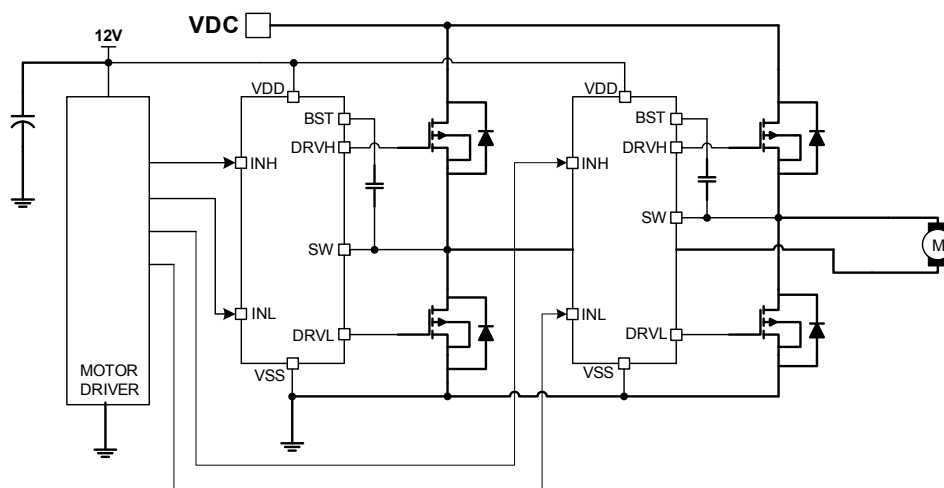 VDC
12V
VDD
BST
DRVH
INH
SW
INL
DRVL
VSS
MOTOR
DRIVER
VDD
BST
DRVH
INH
SW
INL
DRVL
VSS
M